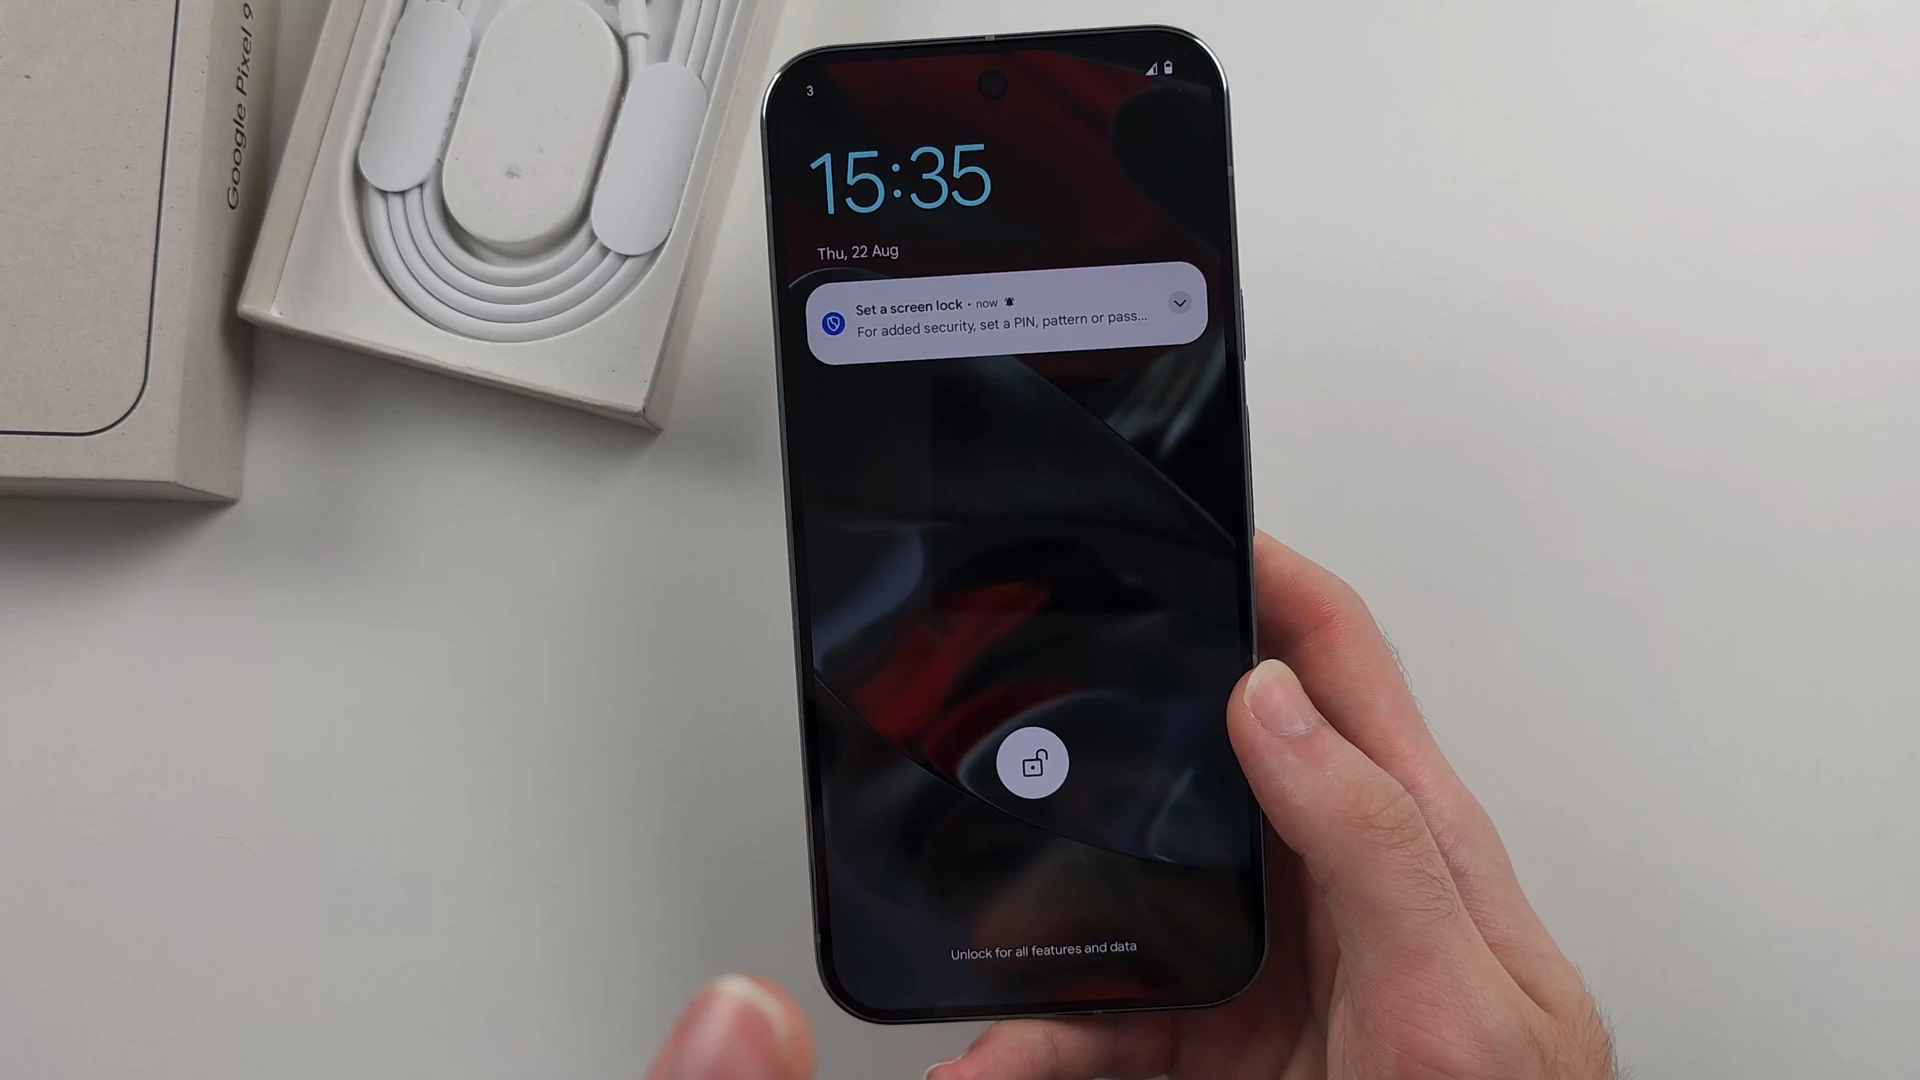 Google Pixel 9
3
15:35
Thu, 22 Aug
Set a screen lock · now
For added security, set a PIN, pattern or pass...
Unlock for all features and data